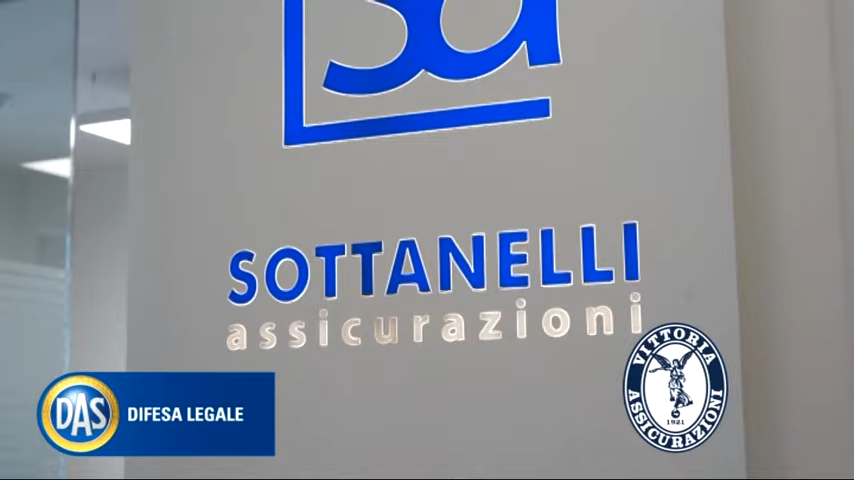 sa
SOTTANELLI
assicurazioni
VITTORIA
ASSICURAZIONI
1921
DAS
DIFESA LEGALE